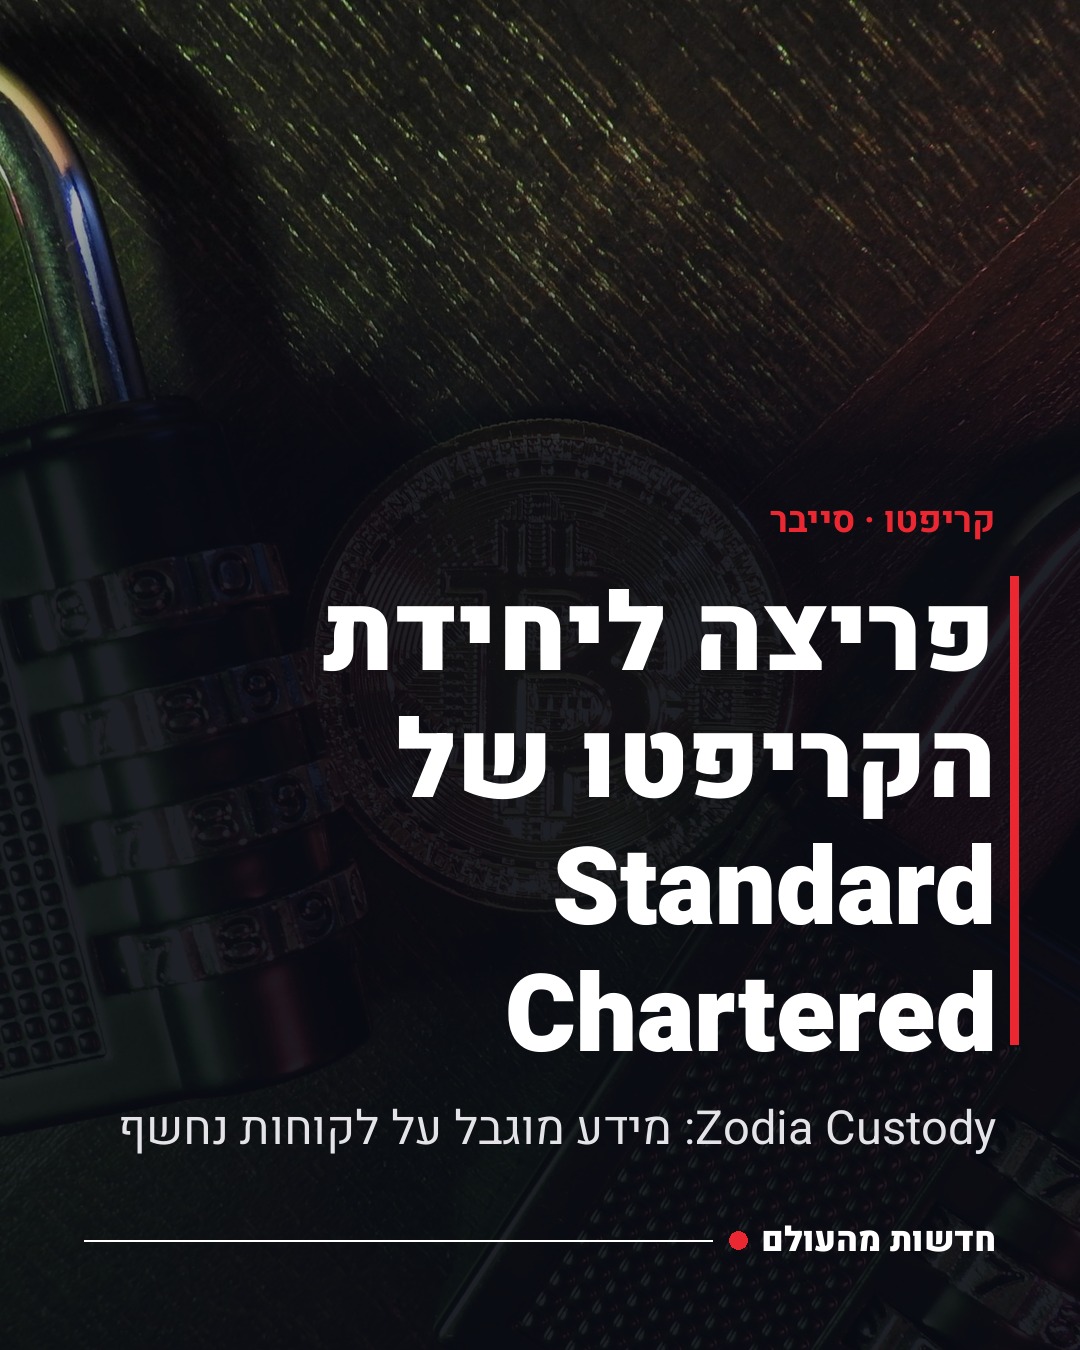 קריפטו · סייבר
פריצה ליחידת
הקריפטו של
Standard
Chartered
Zodia Custody: מידע מוגבל על לקוחות נחשף
חדשות מהעולם